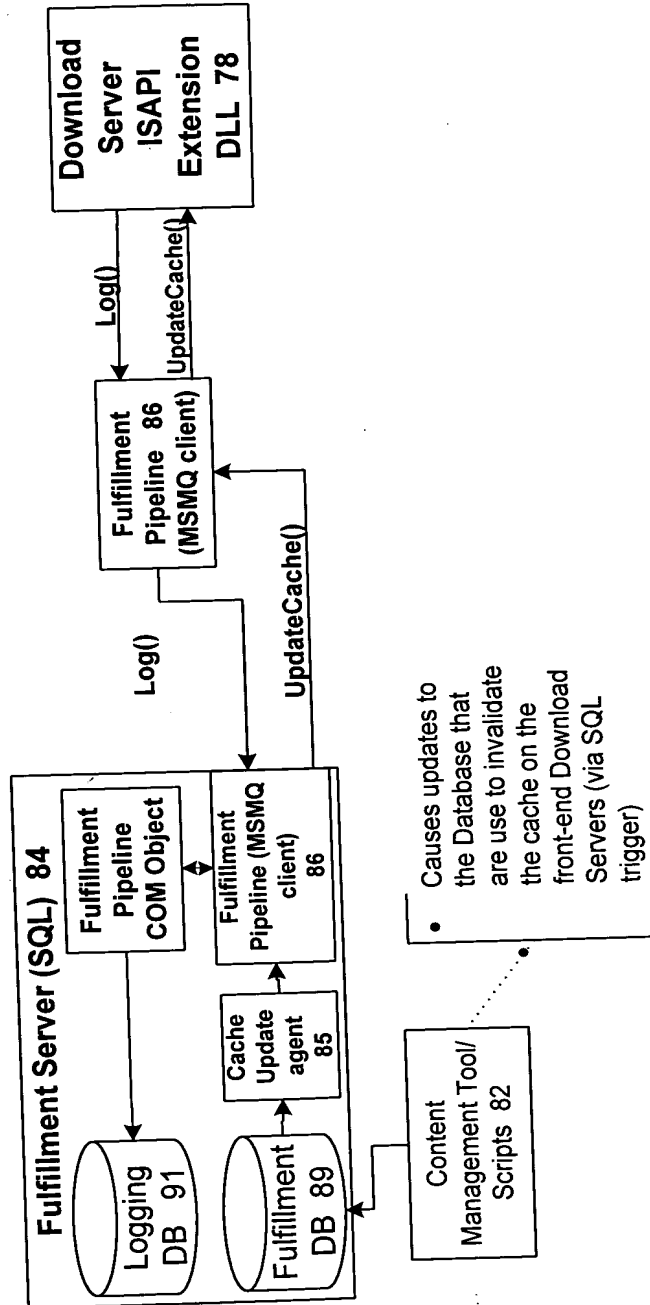 Fulfillment Server (SQL) 84
Logging
DB 91
Fulfillment
Pipeline
COM Object
Fulfillment
DB 89
Cache
Update
agent
85
Fulfillment
Pipeline (MSMQ
client)
86
Log()
UpdateCache()
Fulfillment
Pipeline 86
(MSMQ client)
Log()
UpdateCache()
Download
Server
ISAPI
Extension
DLL 78
Content
Management Tool/
Scripts 82
• Causes updates to
the Database that
are use to invalidate
the cache on the
front-end Download
Servers (via SQL
trigger)